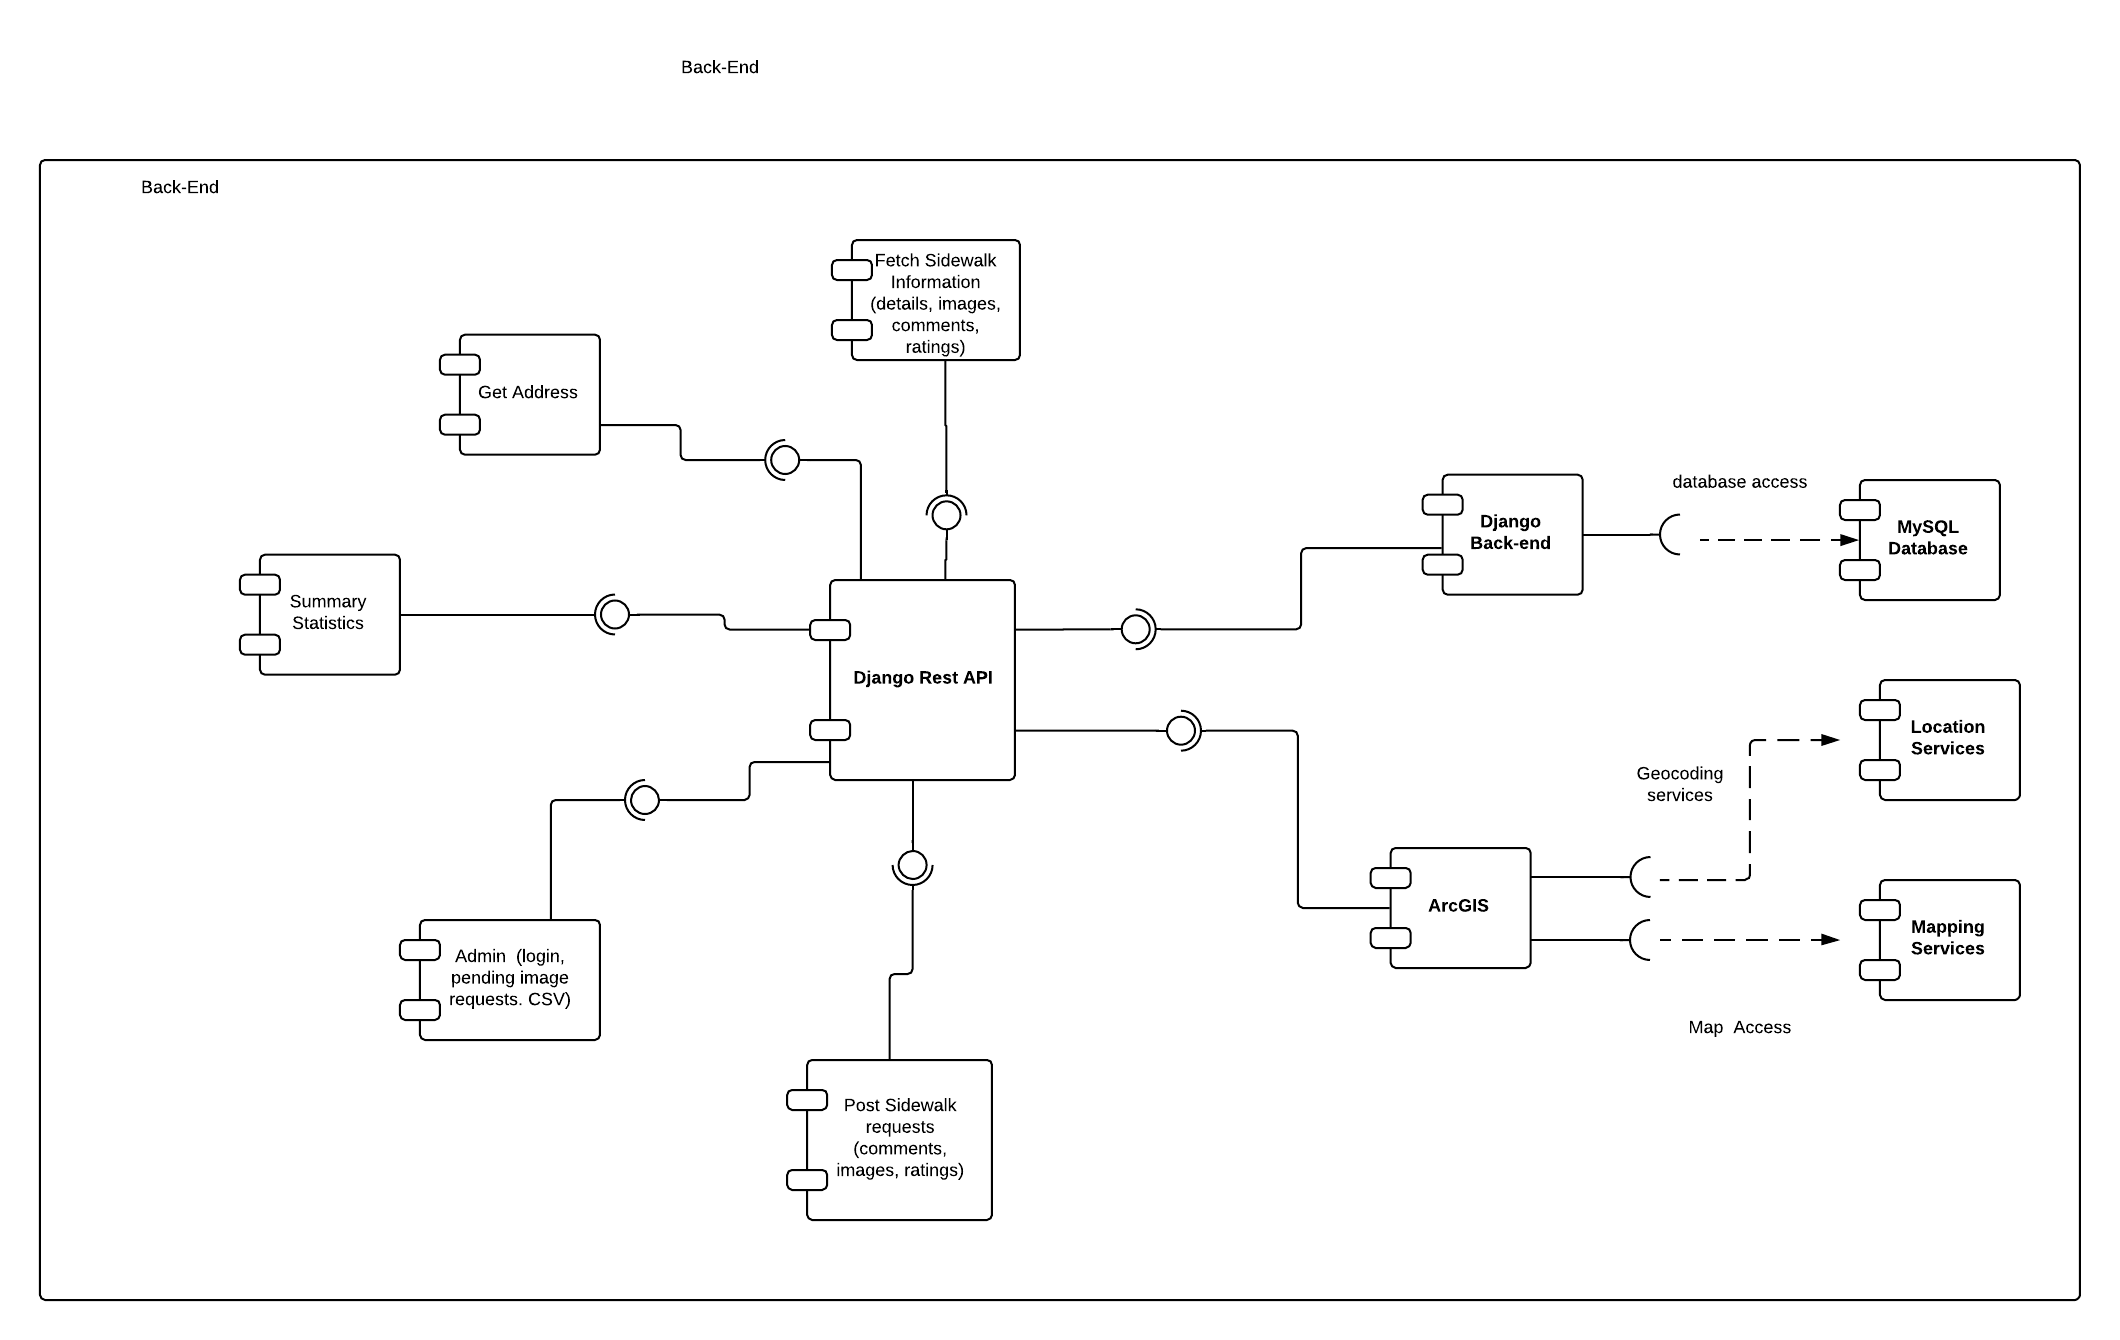 Back-End
Back-End
Fetch Sidewalk
Information
(details, images,
comments,
ratings)
Get Address
database access
Django
Back-end
MySQL
Database
Summary
Statistics
Django Rest API
Location
Services
Geocoding
services
ArcGIS
Mapping
Services
Admin  (login,
pending image
requests. CSV)
Map  Access
Post Sidewalk
requests
(comments,
images, ratings)